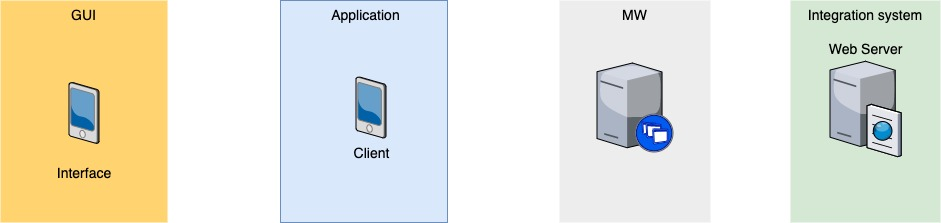 GUI
Interface
Application
Client
MW
Integration system
Web Server